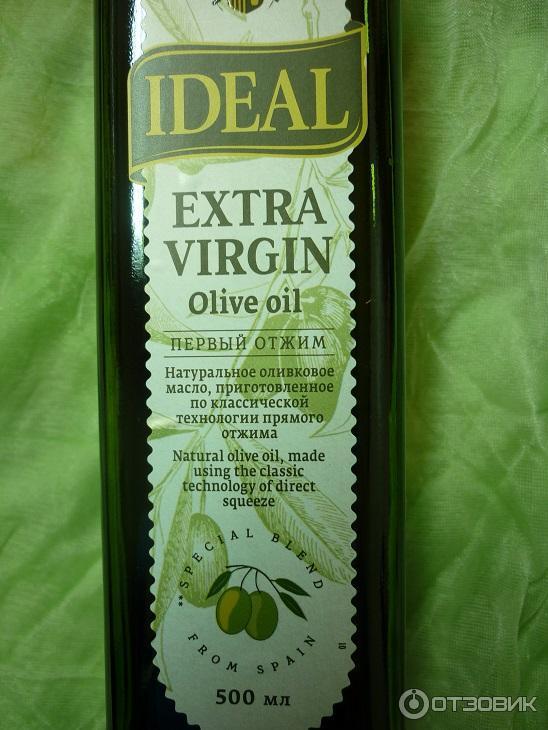 IDEAL
EXTRA
VIRGIN
Olive oil
ПЕРВЫЙ ОТЖИМ
Натуральное оливковое
масло, приготовленное
по классической
технологии прямого
отжима
Natural olive oil, made
using the classic
technology of direct
squeeze
**SPECIAL BLEND
FROM SPAIN
500 мл
ОТЗОВИК